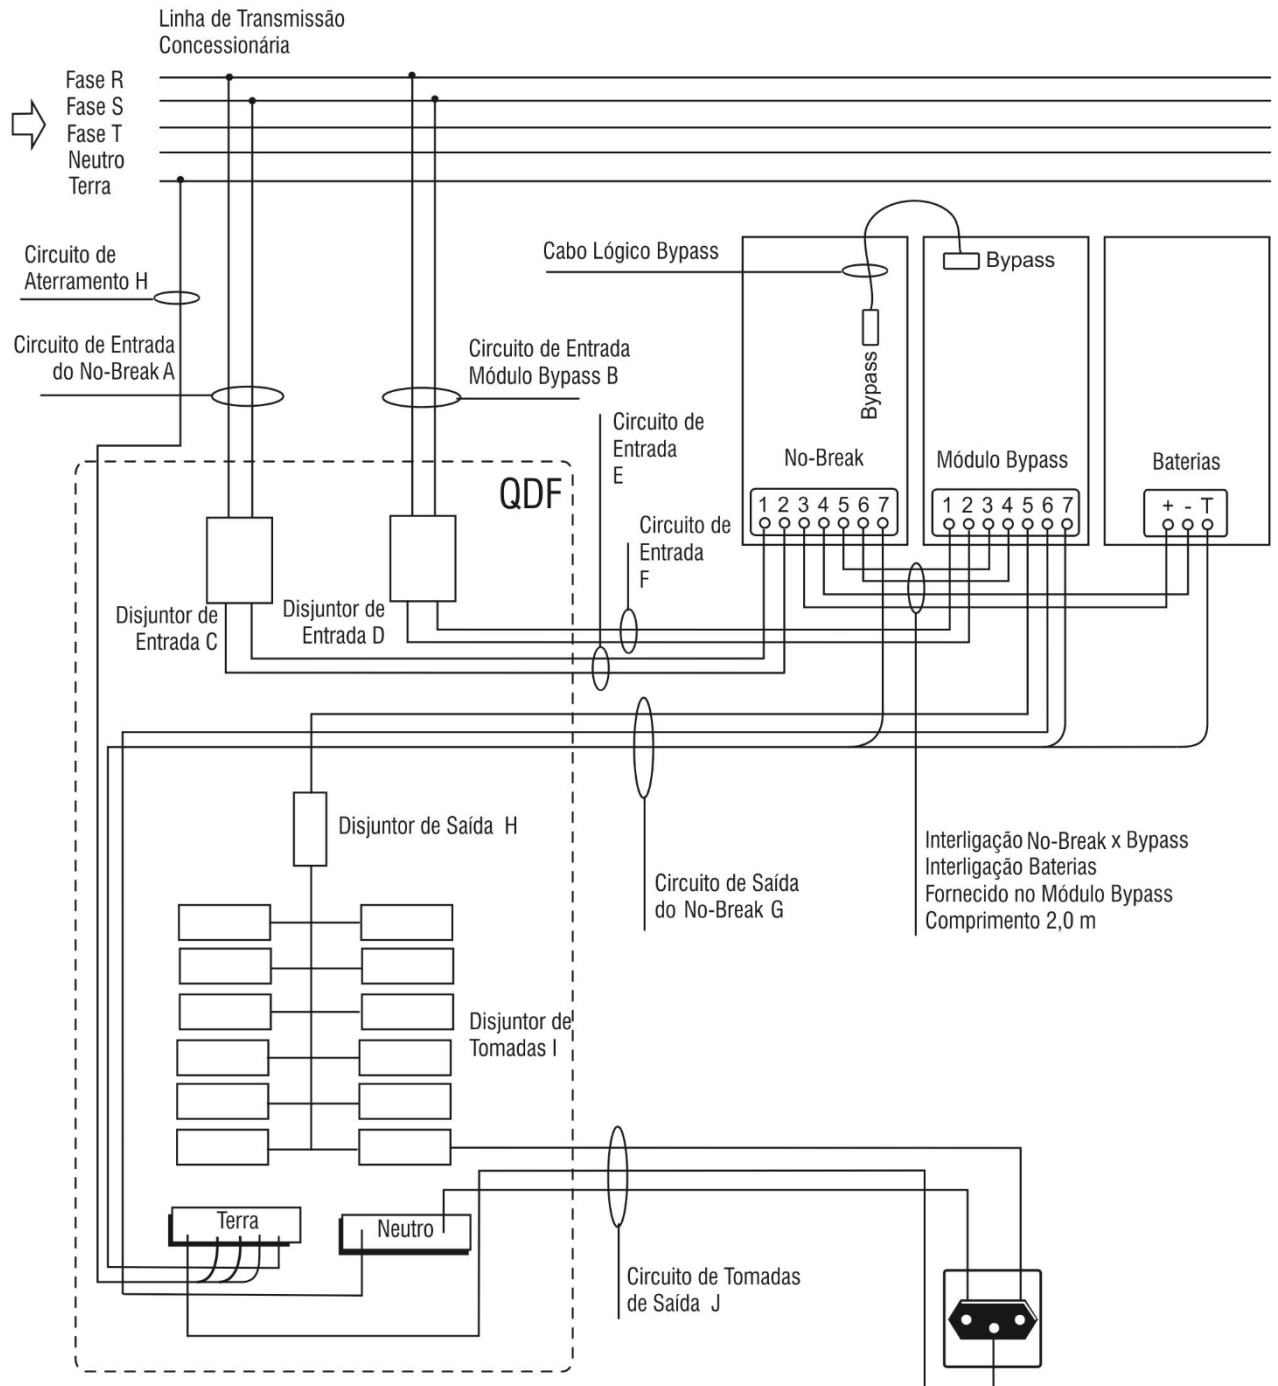 Linha de Transmissão
Concessionária
Fase R
Fase S
Fase T
Neutro
Terra
Circuito de
Aterramento H
Cabo Lógico Bypass
Bypass
Bypass
Circuito de Entrada
do No-Break A
Circuito de Entrada
Módulo Bypass B
Circuito de
Entrada
E
No-Break
Módulo Bypass
Baterias
QDF
1 2 3 4 5 6 7
1 2 3 4 5 6 7
+ - T
Circuito de
Entrada
F
Disjuntor de
Entrada C
Disjuntor de
Entrada D
Disjuntor de Saída H
Circuito de Saída
do No-Break G
Interligação No-Break x Bypass
Interligação Baterias
Fornecido no Módulo Bypass
Comprimento 2,0 m
Disjuntor de
Tomadas I
Terra
Neutro
Circuito de Tomadas
de Saída J